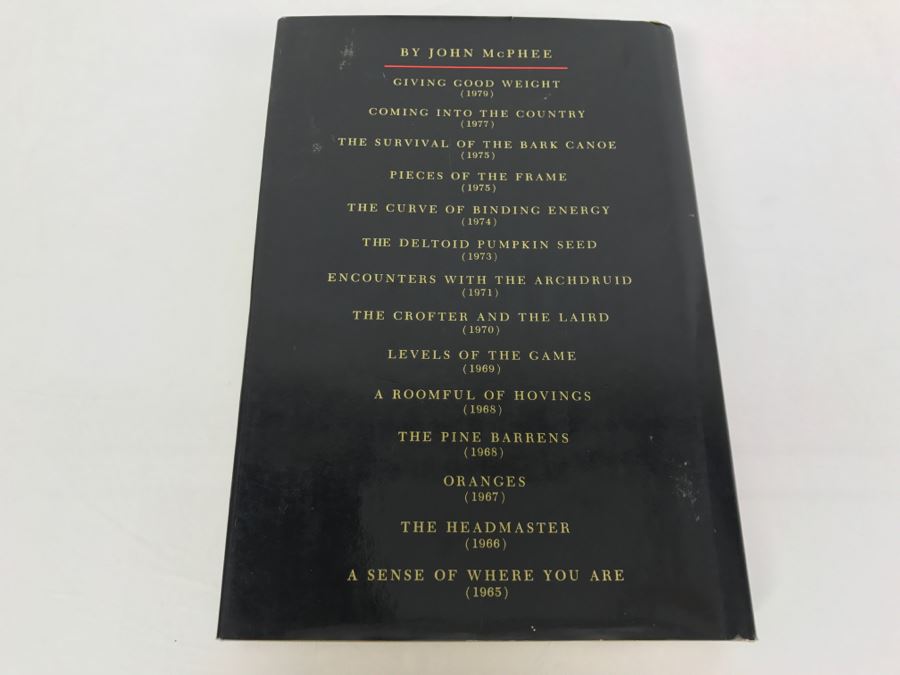 BY JOHN McPHEE
GIVING GOOD WEIGHT
(1979)
COMING INTO THE COUNTRY
(1977)
THE SURVIVAL OF THE BARK CANOE
(1975)
PIECES OF THE FRAME
(1975)
THE CURVE OF BINDING ENERGY
(1974)
THE DELTOID PUMPKIN SEED
(1973)
ENCOUNTERS WITH THE ARCHDRUID
(1971)
THE CROFTER AND THE LAIRD
(1970)
LEVELS OF THE GAME
(1969)
A ROOMFUL OF HOVINGS
(1968)
THE PINE BARRENS
(1968)
ORANGES
(1967)
THE HEADMASTER
(1966)
A SENSE OF WHERE YOU ARE
(1965)